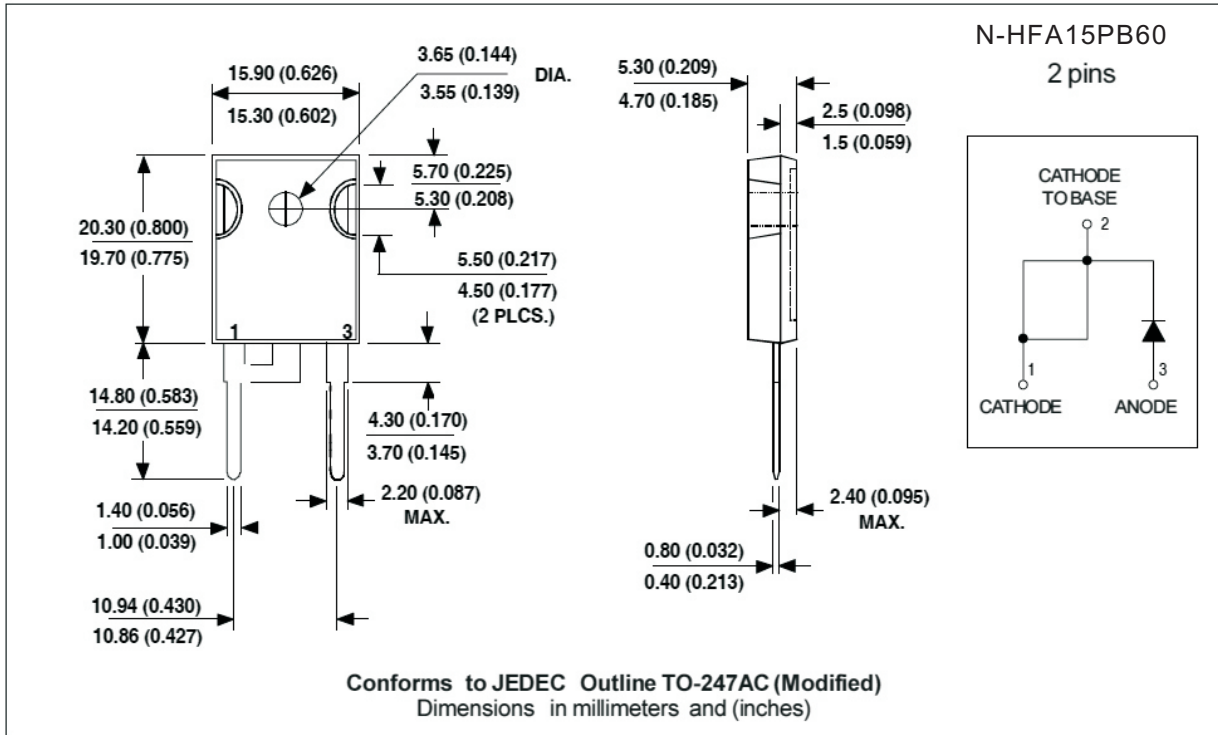 N-HFA15PB60
2 pins
15.90 (0.626)
15.30 (0.602)
3.65 (0.144)
3.55 (0.139)
DIA.
5.30 (0.209)
4.70 (0.185)
2.5 (0.098)
1.5 (0.059)
5.70 (0.225)
5.30 (0.208)
20.30 (0.800)
19.70 (0.775)
5.50 (0.217)
4.50 (0.177)
(2 PLCS.)
1
3
14.80 (0.583)
14.20 (0.559)
4.30 (0.170)
3.70 (0.145)
2.20 (0.087)
MAX.
1.40 (0.056)
1.00 (0.039)
10.94 (0.430)
10.86 (0.427)
2.40 (0.095)
MAX.
0.80 (0.032)
0.40 (0.213)
CATHODE
TO BASE
2
1
3
CATHODE
ANODE
Conforms to JEDEC Outline TO-247AC (Modified)
Dimensions in millimeters and (inches)